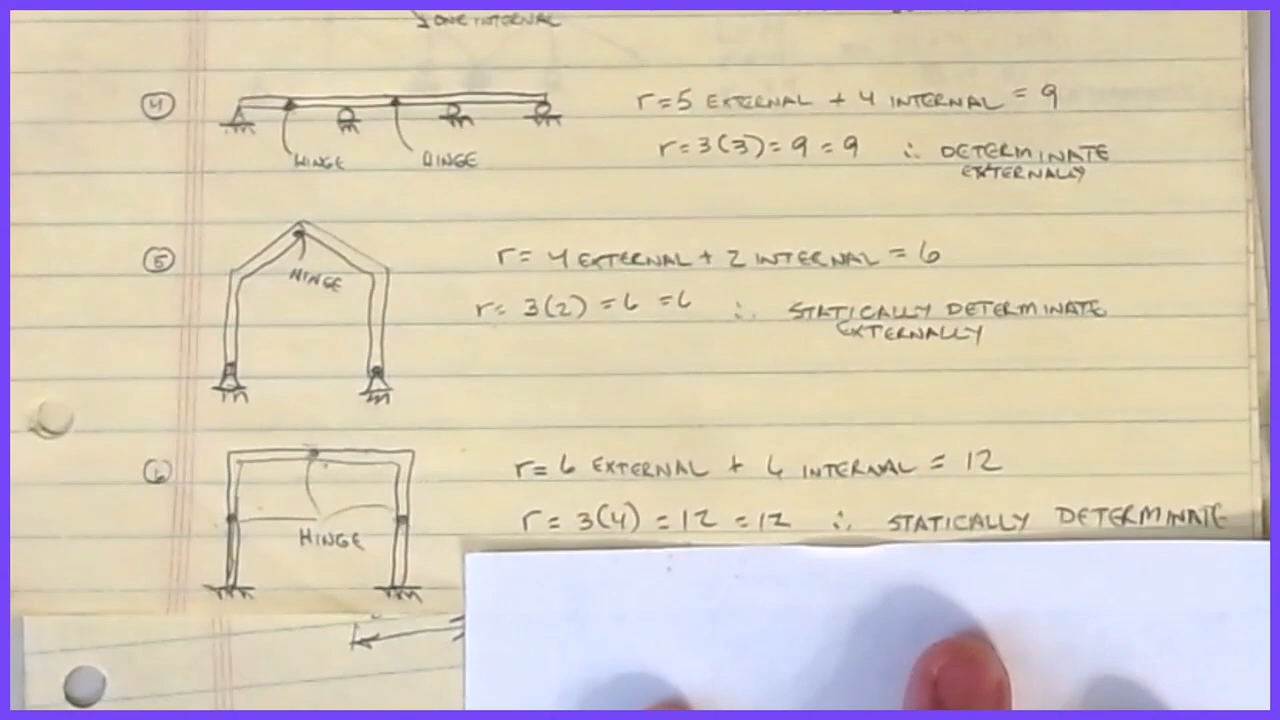 ONE INTERNAL
④ r=5 EXTERNAL + 4 INTERNAL = 9
HINGE HINGE r=3(3)=9=9 ∴ DETERMINATE
EXTERNALLY
⑤ r= 4 EXTERNAL + 2 INTERNAL = 6
HINGE r= 3(2) = 6 =6 ∴ STATICALLY DETERMINATE
EXTERNALLY
⑥ r= 6 EXTERNAL + 6 INTERNAL = 12
r= 3(4) = 12 = 12 ∴ STATICALLY DETERMINATE
HINGE